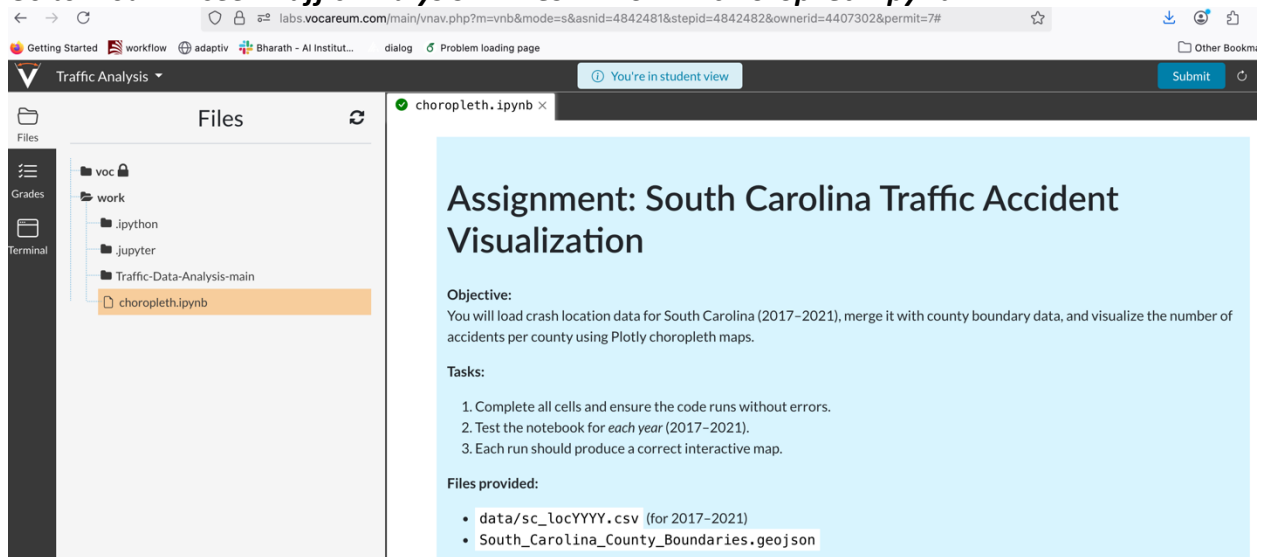 labs.vocareum.com/main/vnav.php?m=vnb&mode=s&asnid=4842481&stepid=4842482&ownerid=4407302&permit=7#
Getting Started workflow adaptiv Bharath - AI Institut... dialog Problem loading page Other Bookma
Traffic Analysis You're in student view Submit
Files
Grades
Terminal
Files
voc
work
.ipython
.jupyter
Traffic-Data-Analysis-main
choropleth.ipynb
choropleth.ipynb ×
Assignment: South Carolina Traffic Accident
Visualization
Objective:
You will load crash location data for South Carolina (2017–2021), merge it with county boundary data, and visualize the number of
accidents per county using Plotly choropleth maps.
Tasks:
1. Complete all cells and ensure the code runs without errors.
2. Test the notebook for each year (2017–2021).
3. Each run should produce a correct interactive map.
Files provided:
• data/sc_locYYYY.csv (for 2017–2021)
• South_Carolina_County_Boundaries.geojson